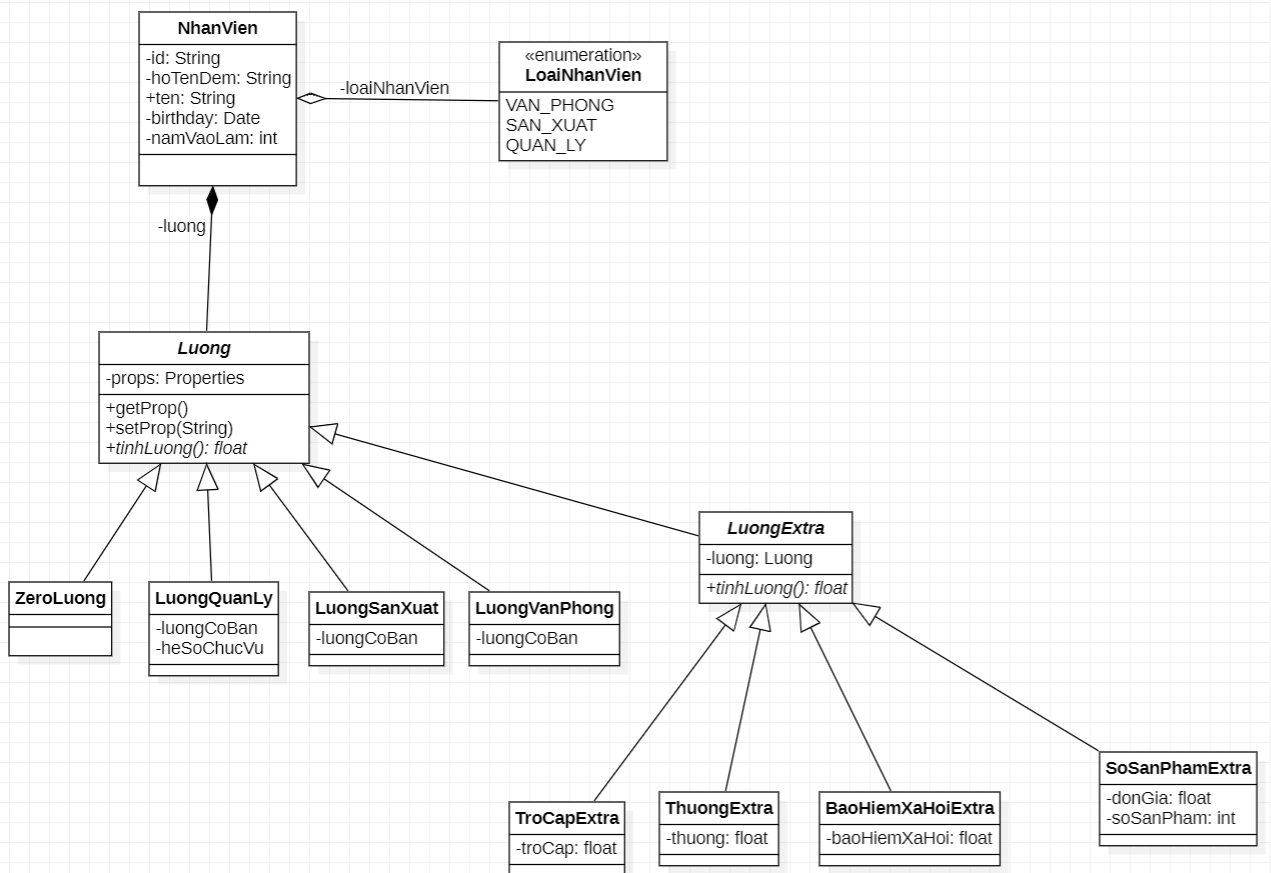 NhanVien
-id: String
-hoTenDem: String
+ten: String
-birthday: Date
-namVaoLam: int
-loaiNhanVien
«enumeration»
LoaiNhanVien
VAN_PHONG
SAN_XUAT
QUAN_LY
-luong
Luong
-props: Properties
+getProp()
+setProp(String)
+tinhLuong(): float
LuongExtra
-luong: Luong
+tinhLuong(): float
ZeroLuong
LuongQuanLy
-luongCoBan
-heSoChucVu
LuongSanXuat
-luongCoBan
LuongVanPhong
-luongCoBan
TroCapExtra
-troCap: float
ThuongExtra
-thuong: float
BaoHiemXaHoiExtra
-baoHiemXaHoi: float
SoSanPhamExtra
-donGia: float
-soSanPham: int